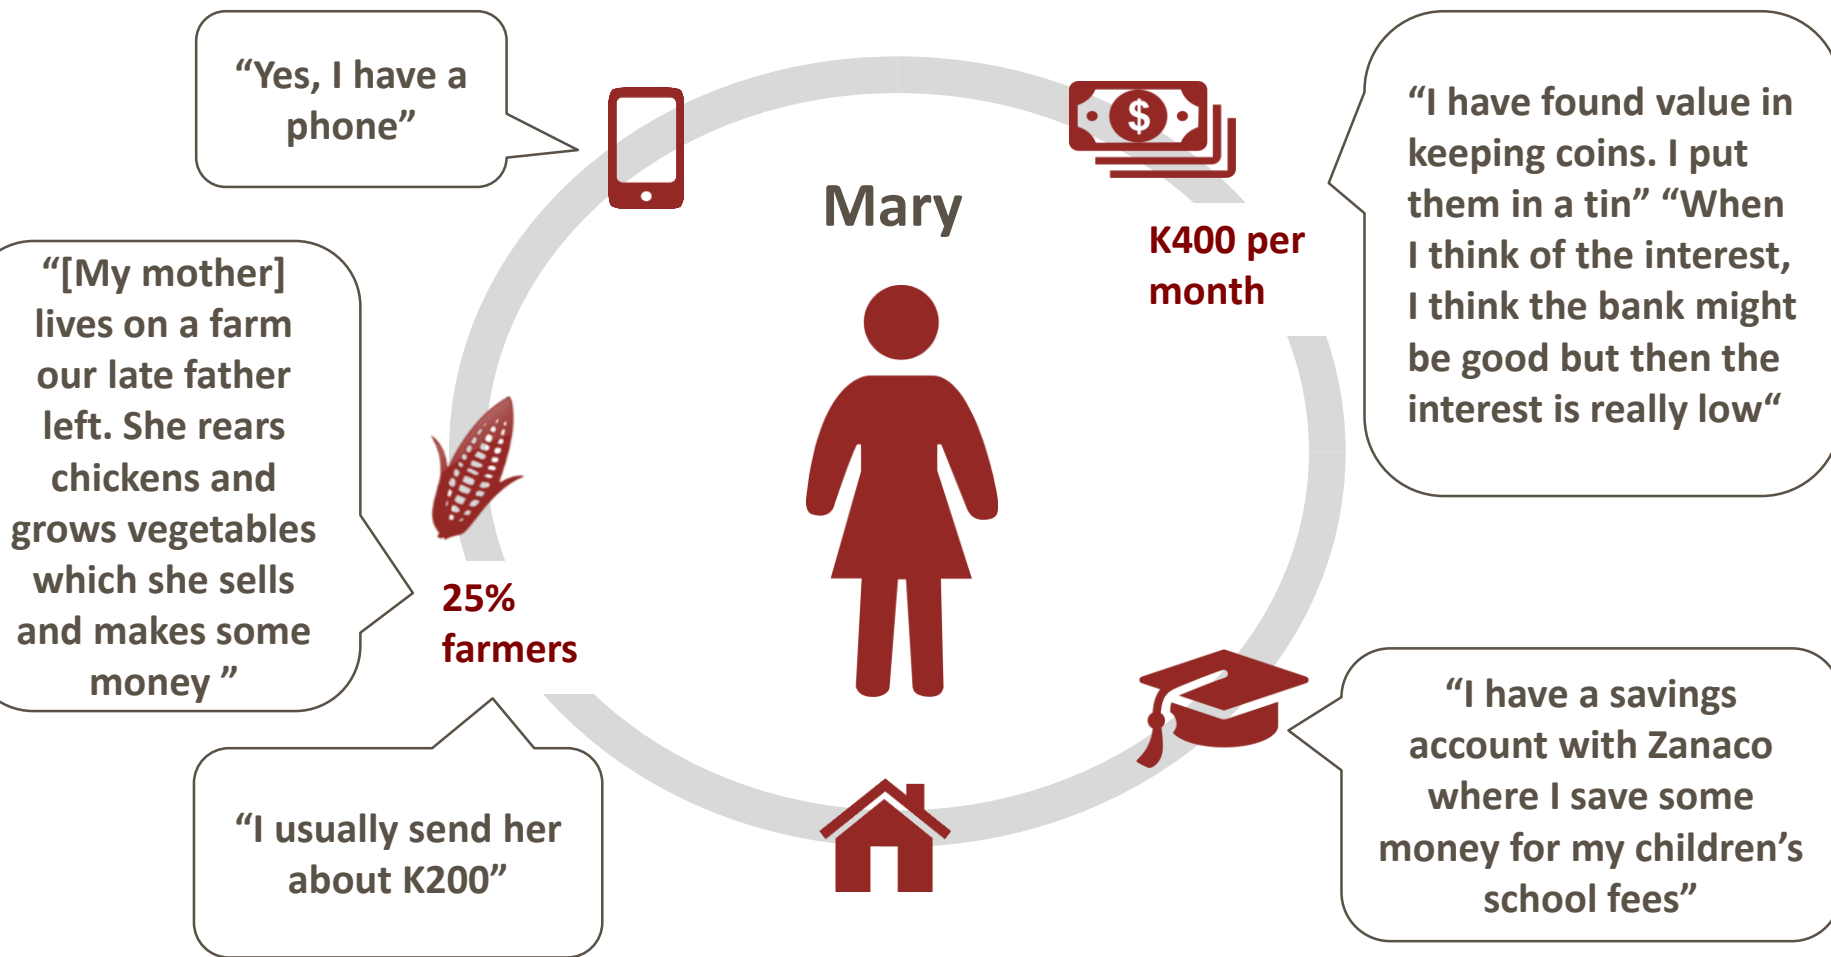 “Yes, I have a
phone”
Mary
$
K400 per
month
“I have found value in
keeping coins. I put
them in a tin” “When
I think of the interest,
I think the bank might
be good but then the
interest is really low“
“[My mother]
lives on a farm
our late father
left. She rears
chickens and
grows vegetables
which she sells
and makes some
money ”
25%
farmers
“I usually send her
about K200”
“I have a savings
account with Zanaco
where I save some
money for my children’s
school fees”